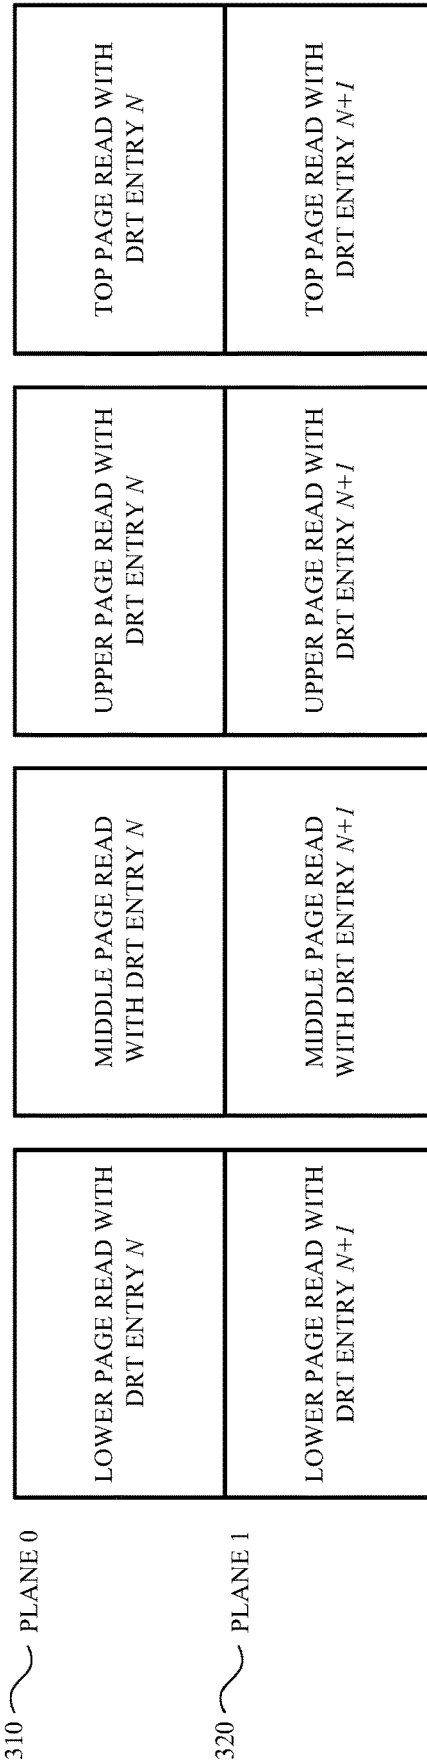 310 PLANE 0
LOWER PAGE READ WITH
DRT ENTRY N
MIDDLE PAGE READ
WITH DRT ENTRY N
UPPER PAGE READ WITH
DRT ENTRY N
TOP PAGE READ WITH
DRT ENTRY N
320 PLANE 1
LOWER PAGE READ WITH
DRT ENTRY N+1
MIDDLE PAGE READ
WITH DRT ENTRY N+1
UPPER PAGE READ WITH
DRT ENTRY N+1
TOP PAGE READ WITH
DRT ENTRY N+1